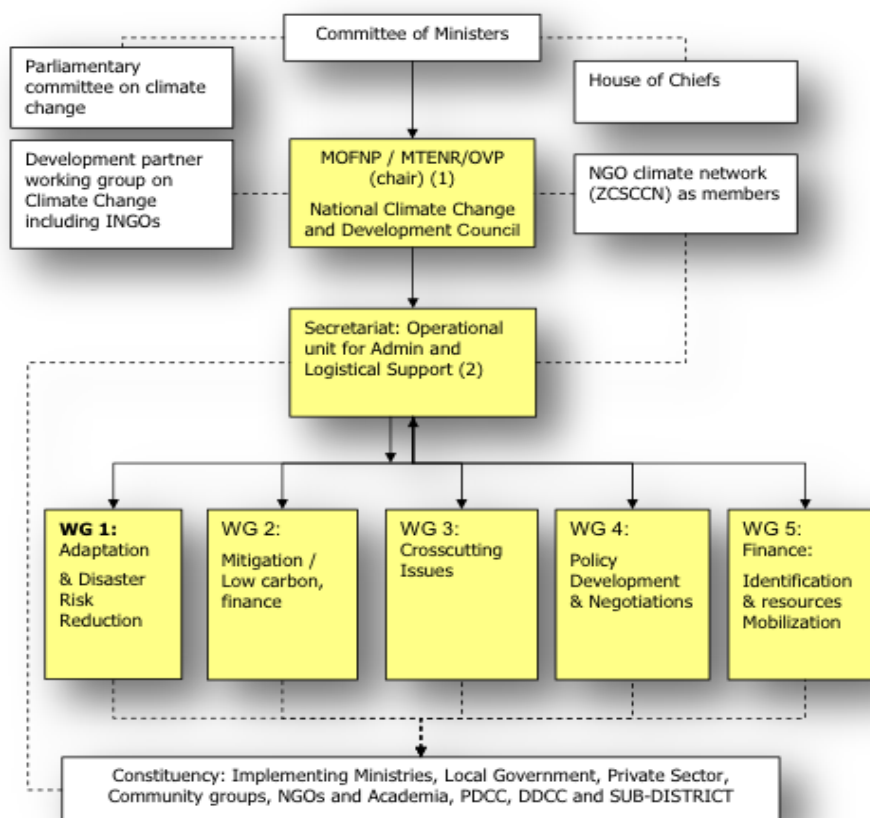 Committee of Ministers
Parliamentary
committee on climate
change
House of Chiefs
Development partner
working group on
Climate Change
including INGOs
MOFNP / MTENR/OVP
(chair) (1)
National Climate Change
and Development Council
NGO climate network
(ZCSCCN) as members
Secretariat: Operational
unit for Admin and
Logistical Support (2)
WG 1:
Adaptation
& Disaster
Risk
Reduction
WG 2:
Mitigation /
Low carbon,
finance
WG 3:
Crosscutting
Issues
WG 4:
Policy
Development
& Negotiations
WG 5:
Finance:
Identification
& resources
Mobilization
Constituency: Implementing Ministries, Local Government, Private Sector,
Community groups, NGOs and Academia, PDCC, DDCC and SUB-DISTRICT